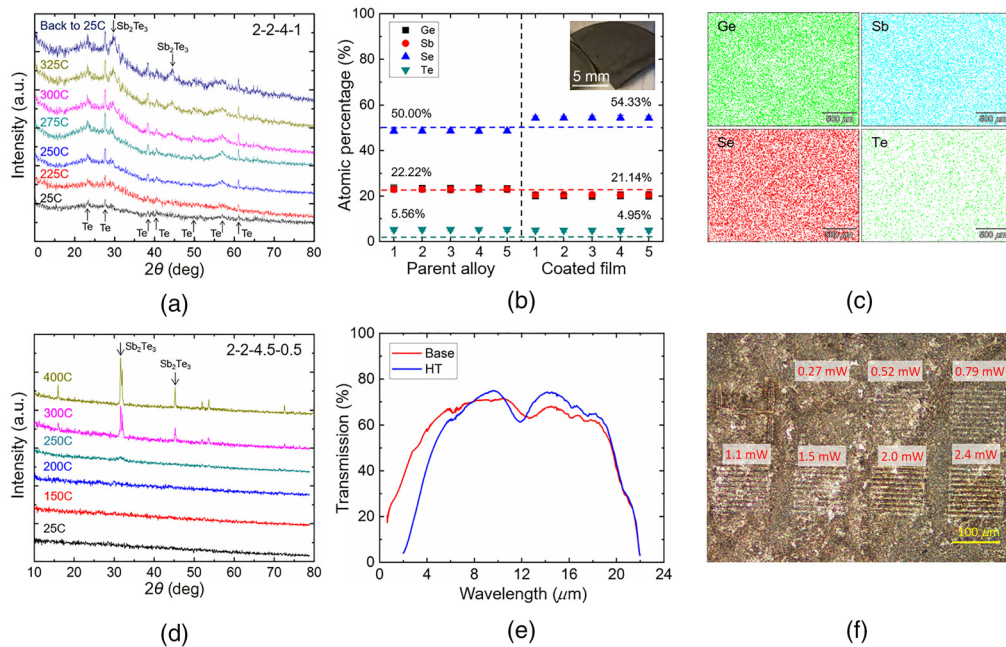 Back to 25C
Sb2Te3
2-2-4-1
325C
Sb2Te3
300C
275C
250C
225C
25C
Te Te Te Te Te Te Te
Intensity (a.u.)
10 20 30 40 50 60 70 80
2θ (deg)
(a)
100
80
60
40
20
0
Atomic percentage (%)
Ge
Sb
Se
Te
5 mm
50.00%
54.33%
22.22%
21.14%
5.56%
4.95%
1 2 3 4 5 1 2 3 4 5
Parent alloy Coated film
(b)
Ge
Sb
500 μm
500 μm
Se
Te
500 μm
(c)
Sb2Te3
2-2-4.5-0.5
Sb2Te3
400C
300C
250C
200C
150C
25C
Intensity (a.u.)
10 20 30 40 50 60 70 80
2θ (deg)
(d)
100
80
60
40
20
0
Transmission (%)
Base
HT
0 4 8 12 16 20 24
Wavelength (μm)
(e)
0.27 mW 0.52 mW 0.79 mW
1.1 mW 1.5 mW 2.0 mW 2.4 mW
100 μm
(f)